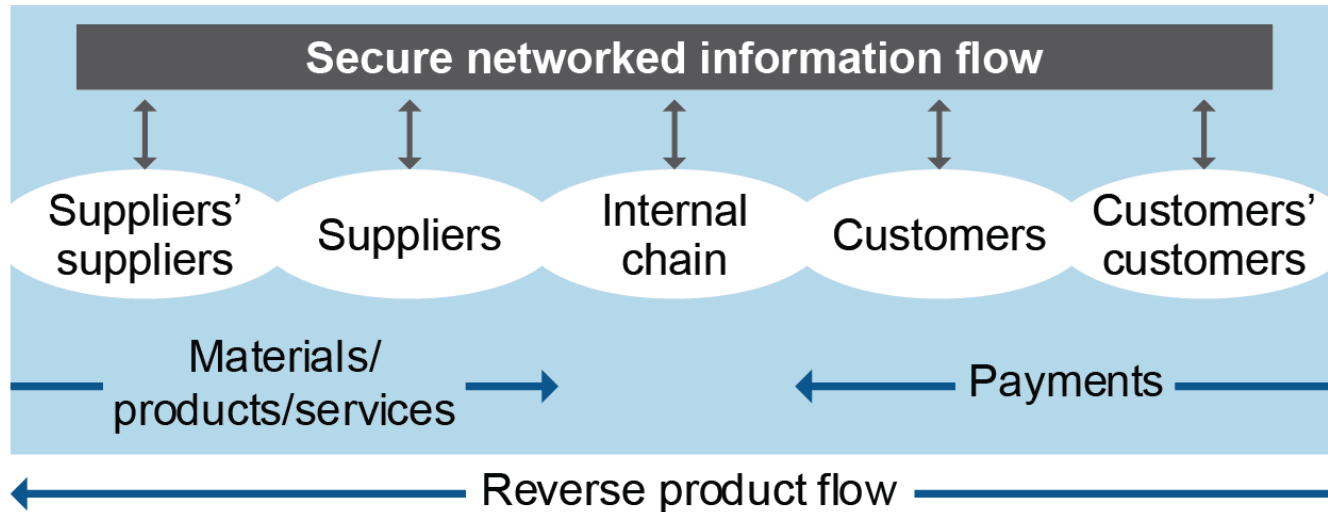 Secure networked information flow
Suppliers’
suppliers
Suppliers
Internal
chain
Customers
Customers’
customers
Materials/
products/services
Payments
Reverse product flow